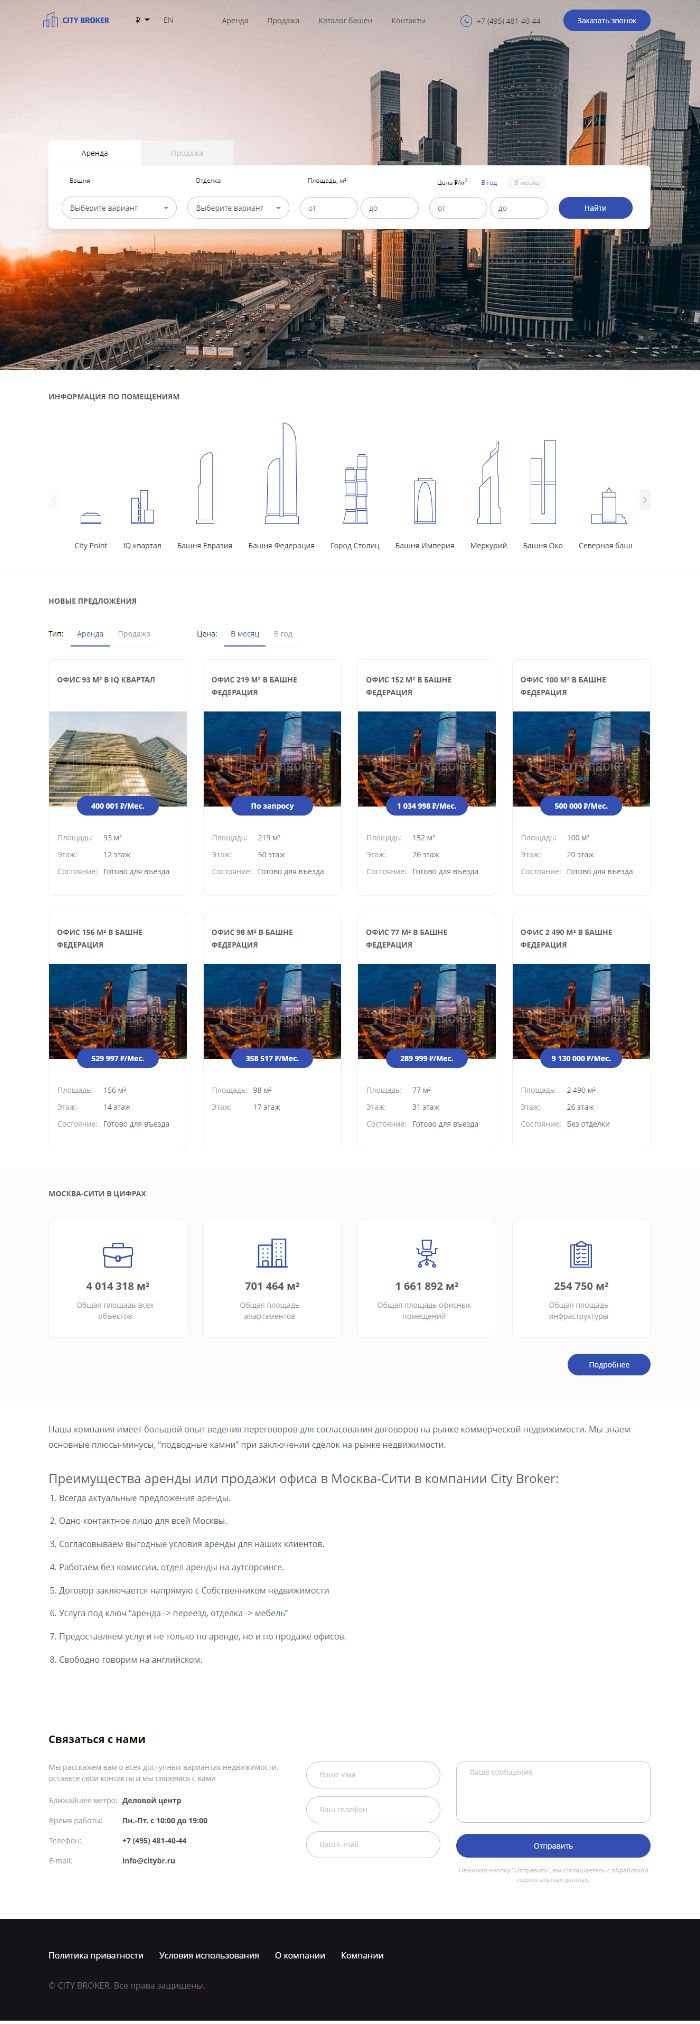 CITY BROKER ₽ EN Аренда Продажа Каталог башен Контакты +7 (495) 481-40-44 Заказать звонок
Аренда Продажа
Башня Отделка Площадь, м² Цена ₽/м² В год В месяц
Выберите вариант Выберите вариант от до от до Найти
ИНФОРМАЦИЯ ПО ПОМЕЩЕНИЯМ
City Point IQ квартал Башня Евразия Башня Федерация Город Столиц Башня Империя Меркурий Башня Око Северная баш
НОВЫЕ ПРЕДЛОЖЕНИЯ
Тип: Аренда Продажа Цена: В месяц В год
ОФИС 93 М² В IQ КВАРТАЛ
400 001 ₽/Мес.
Площадь: 93 м²
Этаж: 12 этаж
Состояние: Готово для въезда
ОФИС 219 М² В БАШНЕ
ФЕДЕРАЦИЯ
CITY BROKER
По запросу
Площадь: 219 м²
Этаж: 50 этаж
Состояние: Готово для въезда
ОФИС 152 М² В БАШНЕ
ФЕДЕРАЦИЯ
CITY BROKER
1 034 998 ₽/Мес.
Площадь: 152 м²
Этаж: 26 этаж
Состояние: Готово для въезда
ОФИС 100 М² В БАШНЕ
ФЕДЕРАЦИЯ
CITY BROKER
500 000 ₽/Мес.
Площадь: 100 м²
Этаж: 20 этаж
Состояние: Готово для въезда
ОФИС 156 М² В БАШНЕ
ФЕДЕРАЦИЯ
CITY BROKER
529 997 ₽/Мес.
Площадь: 156 м²
Этаж: 14 этаж
Состояние: Готово для въезда
ОФИС 98 М² В БАШНЕ
ФЕДЕРАЦИЯ
CITY BROKER
358 517 ₽/Мес.
Площадь: 98 м²
Этаж: 17 этаж
ОФИС 77 М² В БАШНЕ
ФЕДЕРАЦИЯ
CITY BROKER
289 999 ₽/Мес.
Площадь: 77 м²
Этаж: 31 этаж
Состояние: Готово для въезда
ОФИС 2 490 М² В БАШНЕ
ФЕДЕРАЦИЯ
CITY BROKER
9 130 000 ₽/Мес.
Площадь: 2 490 м²
Этаж: 26 этаж
Состояние: Без отделки
МОСКВА-СИТИ В ЦИФРАХ
4 014 318 м²
Общая площадь всех
объектов
701 464 м²
Общая площадь
апартаментов
1 661 892 м²
Общая площадь офисных
помещений
254 750 м²
Общая площадь
инфраструктуры
Подробнее
Наша компания имеет большой опыт ведения переговоров для согласования договоров на рынке коммерческой недвижимости. Мы знаем
основные плюсы-минусы, "подводные камни" при заключении сделок на рынке недвижимости.
Преимущества аренды или продажи офиса в Москва-Сити в компании City Broker:
1. Всегда актуальные предложения аренды.
2. Одно контактное лицо для всей Москвы.
3. Согласовываем выгодные условия аренды для наших клиентов.
4. Работаем без комиссии, отдел аренды на аутсорсинге.
5. Договор заключается напрямую с Собственником недвижимости
6. Услуга под ключ "аренда -> переезд, отделка -> мебель"
7. Предоставляем услуги не только по аренде, но и по продаже офисов.
8. Свободно говорим на английском.
Связаться с нами
Мы расскажем вам о всех доступных вариантах недвижимости,
оставьте свои контакты и мы свяжемся с вами
Ближайшее метро: Деловой центр
Время работы: Пн.-Пт. с 10:00 до 19:00
Телефон: +7 (495) 481-40-44
E-mail: info@citybr.ru
Ваше имя
Ваш телефон
Ваш E-mail
Ваше сообщение
Отправить
Нажимая кнопку "Отправить", вы соглашаетесь с обработкой
персональных данных.
Политика приватности Условия использования О компании Компании
© CITY BROKER. Все права защищены.